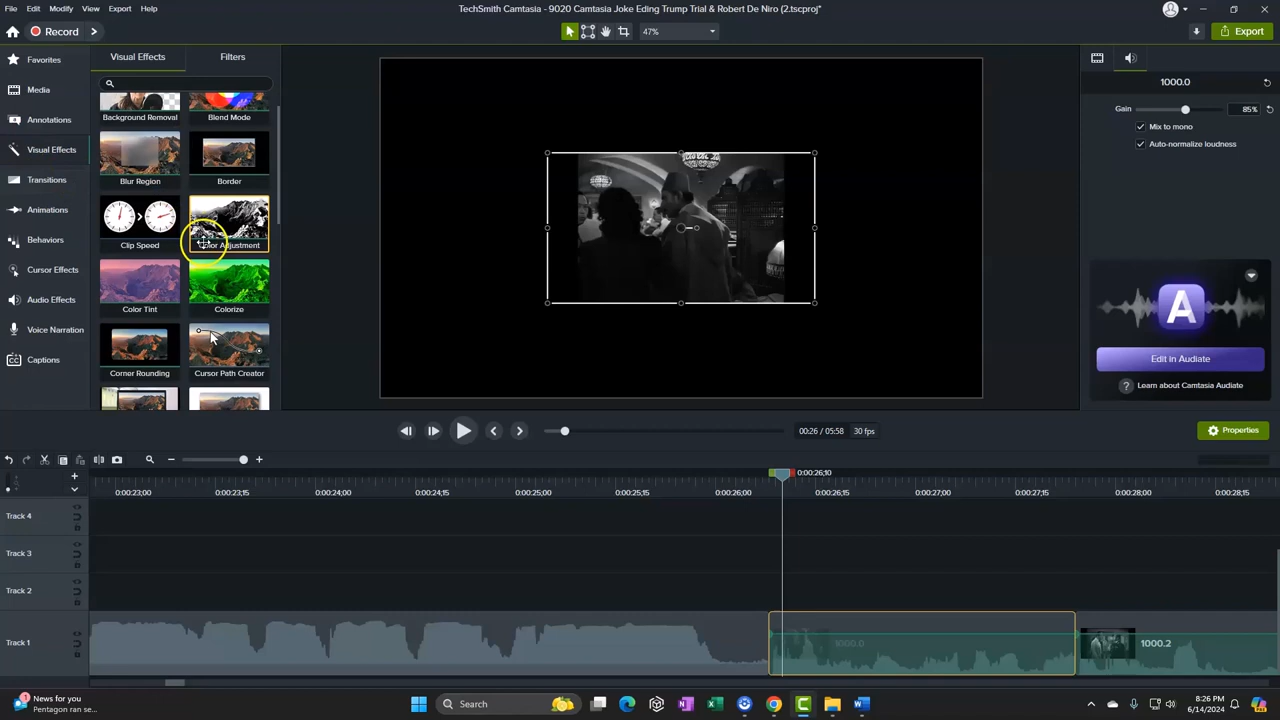 File Edit Modify View Export Help
TechSmith Camtasia - 9020 Camtasia Joke Eding Trump Trial & Robert De Niro (2.tscproj*
Record
47%
Export
Favorites
Media
Annotations
Visual Effects
Transitions
Animations
Behaviors
Cursor Effects
Audio Effects
Voice Narration
Captions
Visual Effects Filters
Background Removal Blend Mode
Blur Region Border
Clip Speed Color Adjustment
Color Tint Colorize
Corner Rounding Cursor Path Creator
1000.0
Gain 85%
Mix to mono
Auto-normalize loudness
A
Edit in Audiate
? Learn about Camtasia Audiate
00:26 / 05:58 30 fps
Properties
0:00:26;10
0:00:23;00 0:00:23;15 0:00:24;00 0:00:24;15 0:00:25;00 0:00:25;15 0:00:26;00 0:00:26;15 0:00:27;00 0:00:27;15 0:00:28;00 0:00:28;15
Track 4
Track 3
Track 2
Track 1
1000.0 1000.2
1
News for you
Pentagon ran se...
Search
8:26 PM
6/14/2024